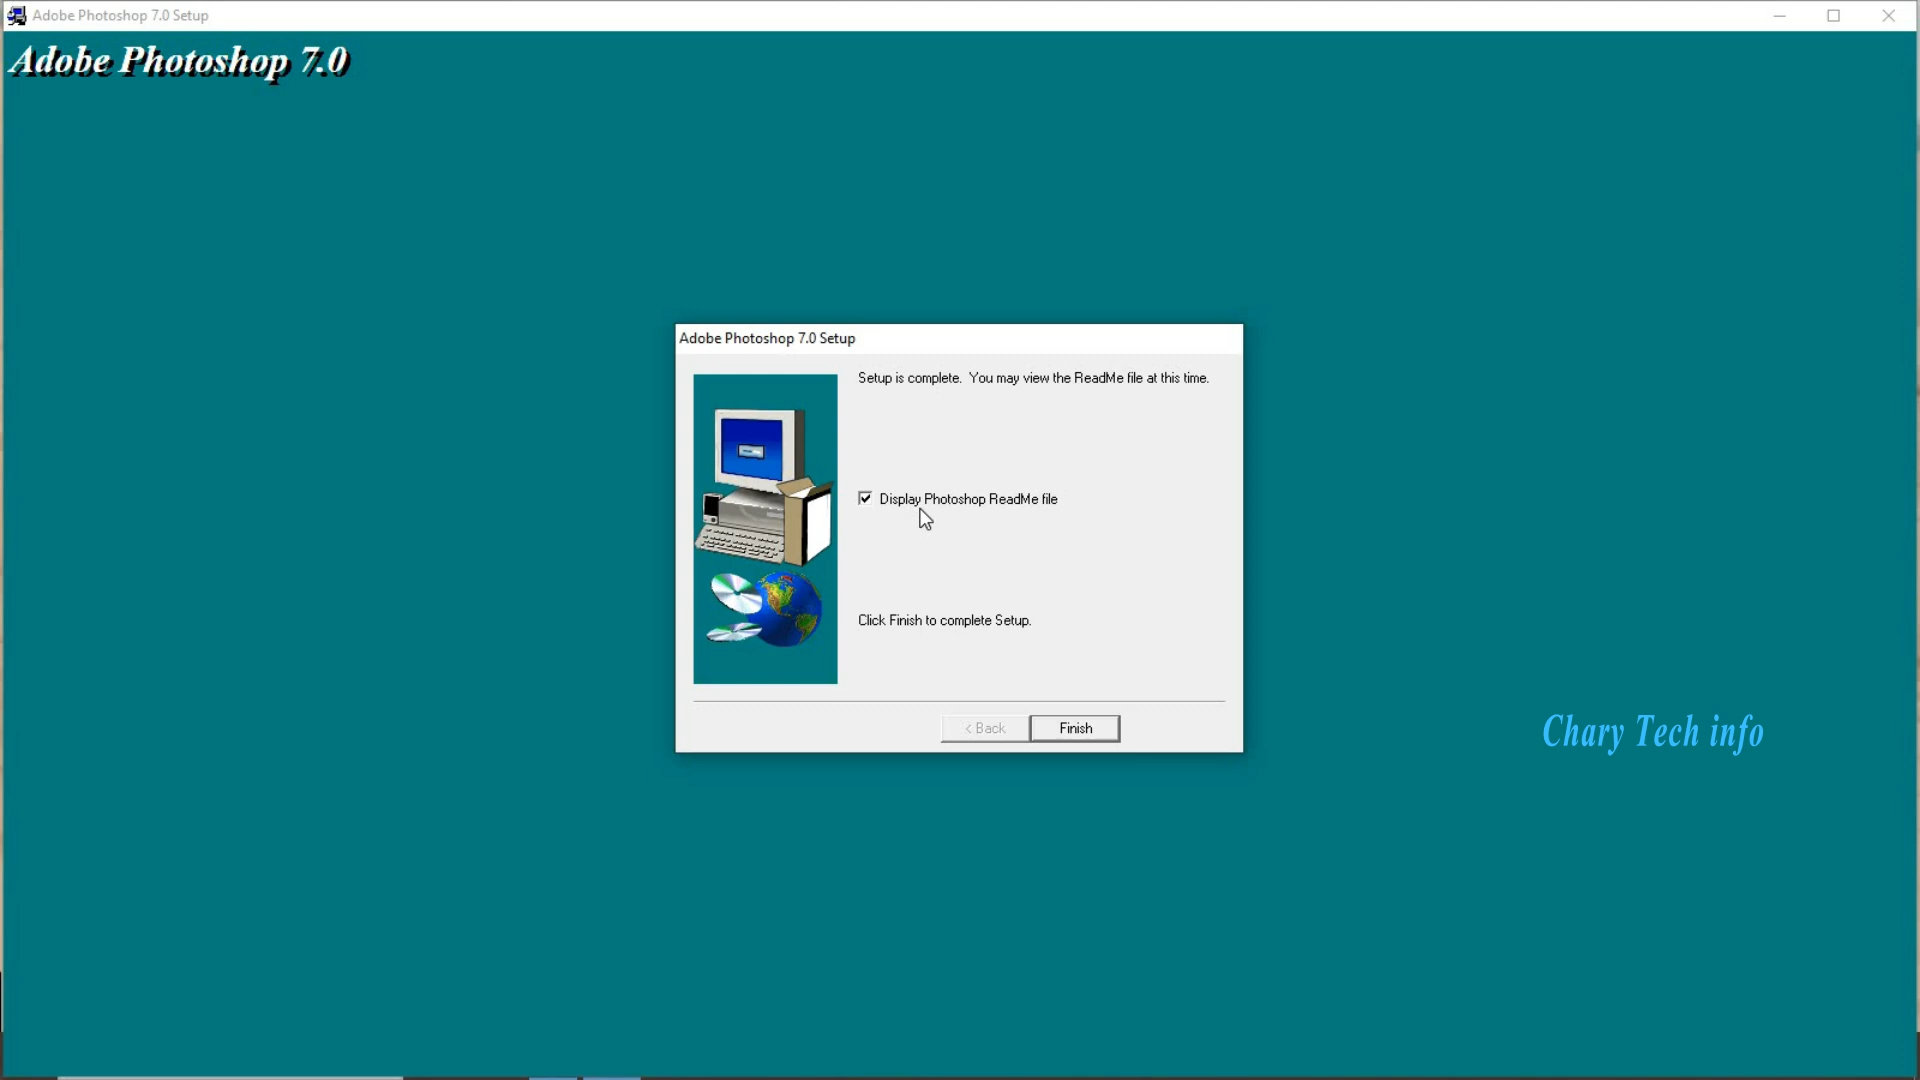 Adobe Photoshop 7.0 Setup
Adobe Photoshop 7.0
Adobe Photoshop 7.0 Setup
Setup is complete. You may view the ReadMe file at this time.
Display Photoshop ReadMe file
Click Finish to complete Setup.
< Back
Finish
Chary Tech info